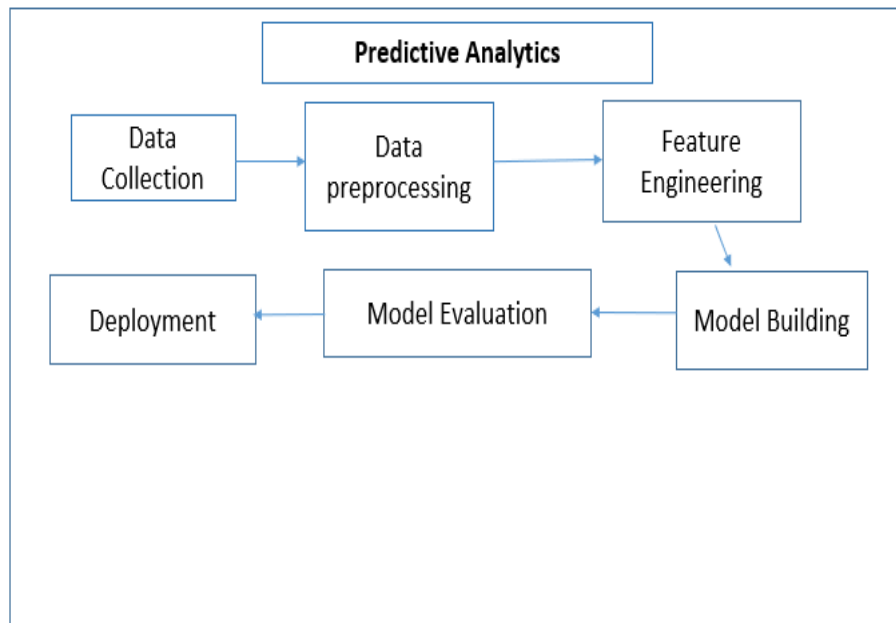 Predictive Analytics
Data
Collection
Data
preprocessing
Feature
Engineering
Model Building
Model Evaluation
Deployment